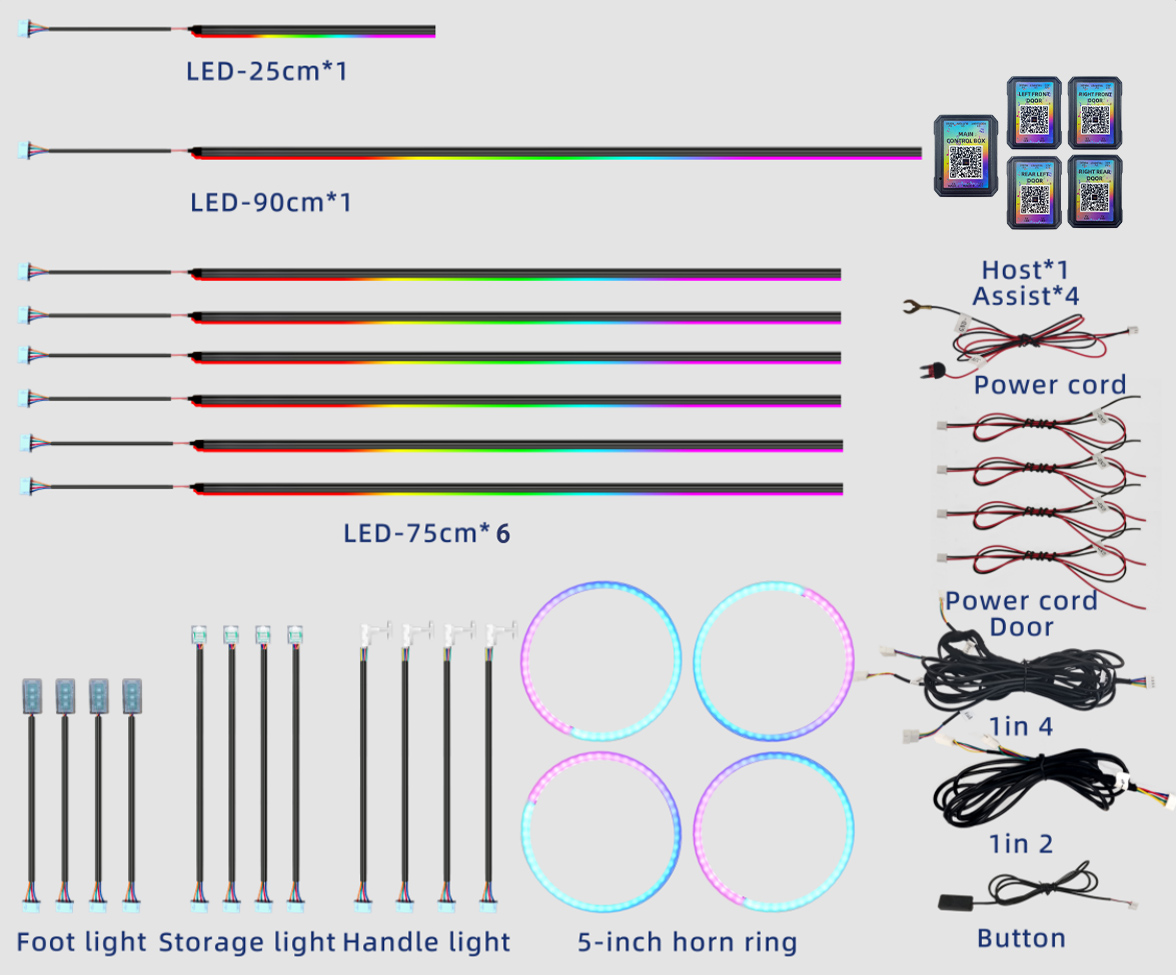 LED-25cm*1
LEFT FRONT
DOOR
RIGHT FRONT
DOOR
MAIN
CONTROL BOX
REAR LEFT
DOOR
RIGHT REAR
DOOR
LED-90cm*1
Host*1
Assist*4
Power cord
LED-75cm*6
Power cord
Door
1in 4
1in 2
Foot light
Storage light
Handle light
5-inch horn ring
Button